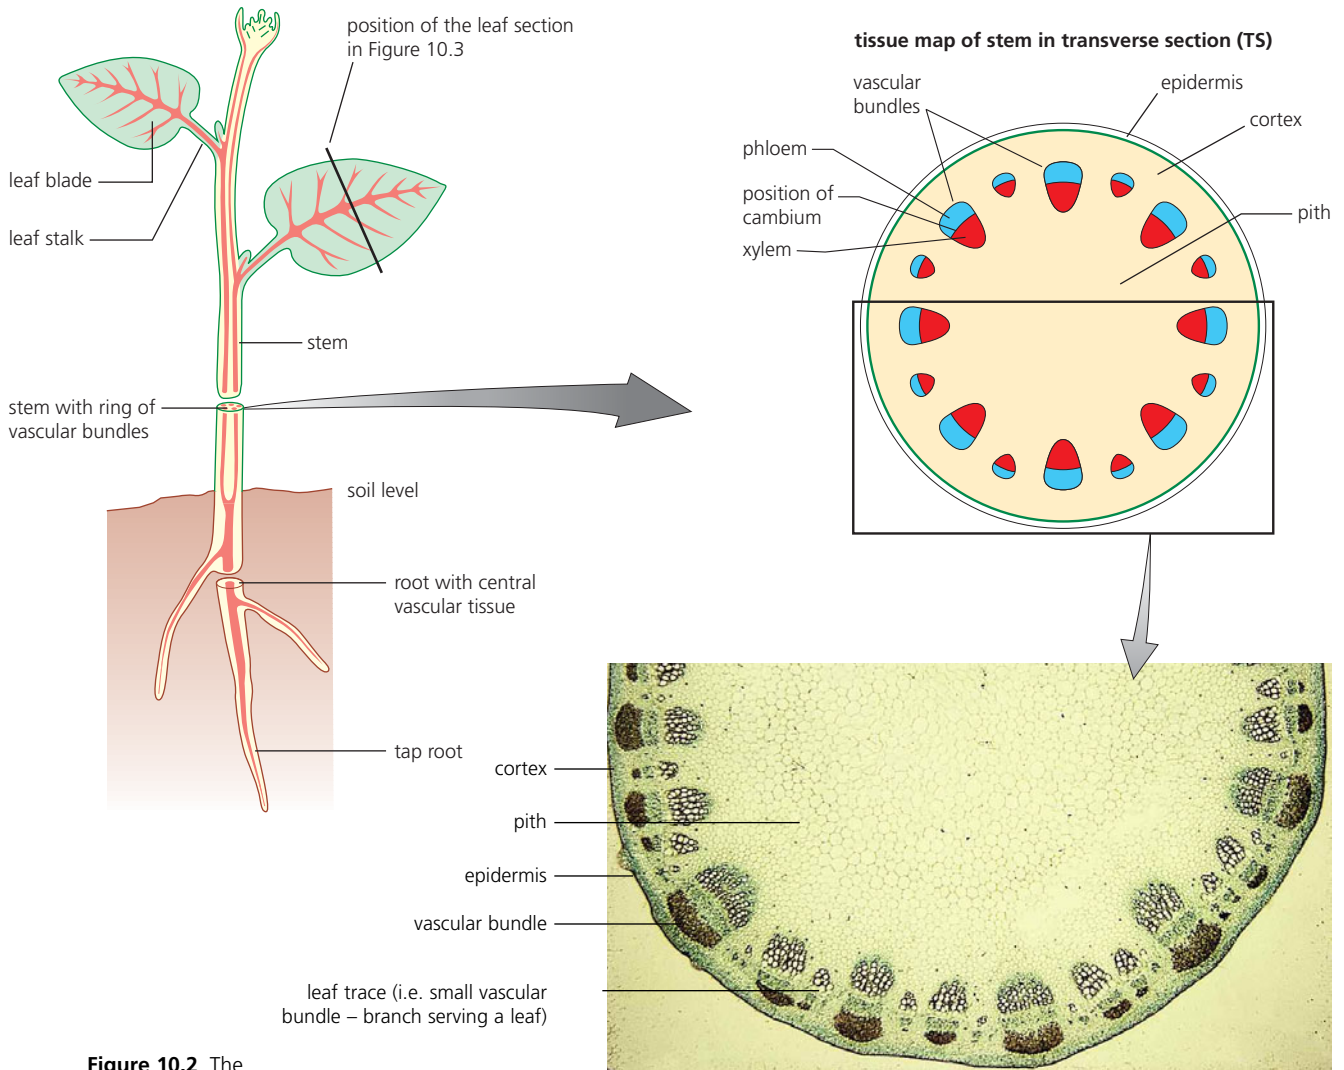 position of the leaf section
in Figure 10.3
leaf blade
leaf stalk
stem
stem with ring of
vascular bundles
soil level
root with central
vascular tissue
tap root
tissue map of stem in transverse section (TS)
vascular
bundles
epidermis
cortex
phloem
position of
cambium
pith
xylem
cortex
pith
epidermis
vascular bundle
leaf trace (i.e. small vascular
bundle – branch serving a leaf)
Figure 10.2 The